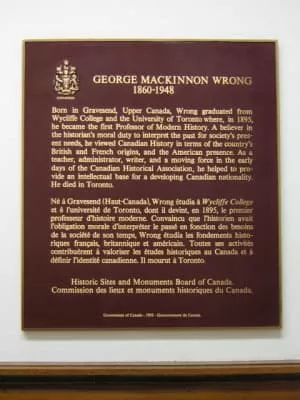 CANADA
GEORGE MACKINNON WRONG
1860-1948
Born in Gravesend, Upper Canada, Wrong graduated from
Wycliffe College and the University of Toronto where, in 1895,
he became the first Professor of Modern History. A believer in
the historian's moral duty to interpret the past for society's pres-
ent needs, he viewed Canadian History in terms of the country's
British and French origins, and the American presence. As a
teacher, administrator, writer, and a moving force in the early
days of the Canadian Historical Association, he helped to pro-
vide an intellectual base for a developing Canadian nationality.
He died in Toronto.
Né à Gravesend (Haut-Canada), Wrong étudia à Wycliffe College
et à l'université de Toronto, dont il devint, en 1895, le premier
professeur d'histoire moderne. Convaincu que l'historien avait
l'obligation morale d'interpréter le passé en fonction des besoins
de la société de son temps, Wrong étudia les fondements histo-
riques français, britannique et américain. Toutes ses activités
contribuèrent à valoriser les études historiques au Canada et à
définir l'identité canadienne. Il mourut à Toronto.
Historic Sites and Monuments Board of Canada.
Commission des lieux et monuments historiques du Canada.
Government of Canada - Gouvernement du Canada